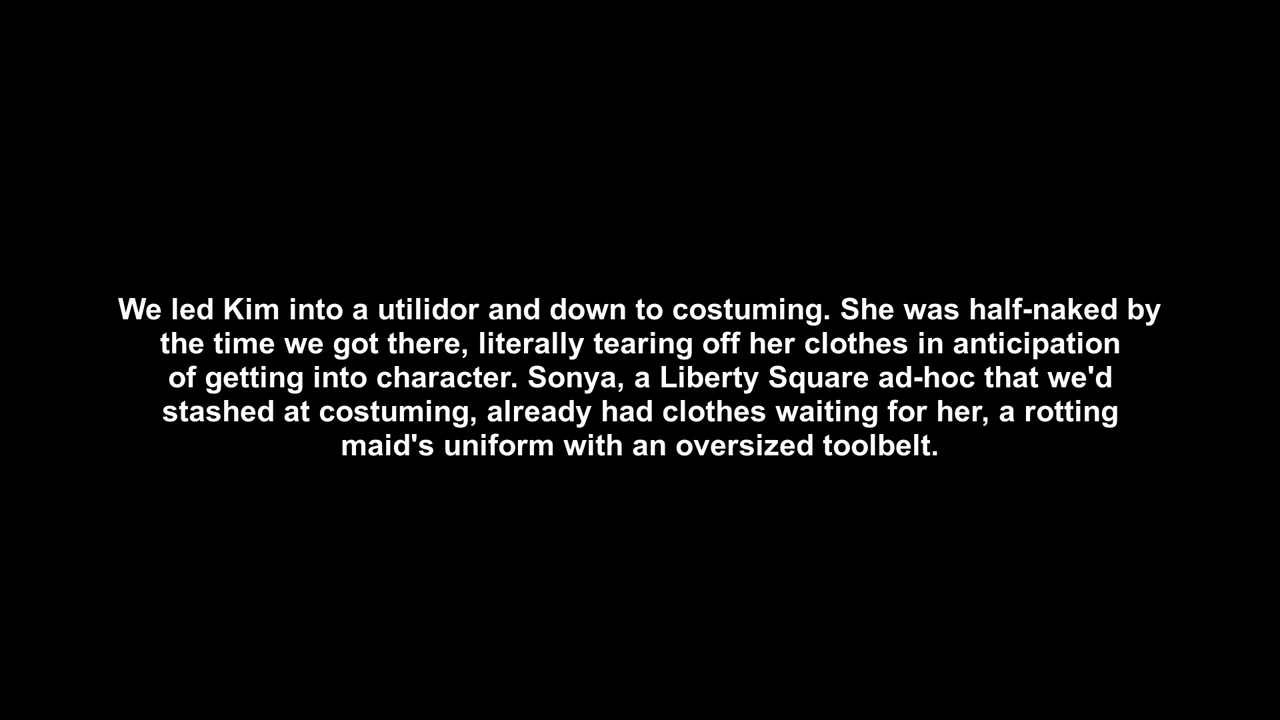 We led Kim into a utilidor and down to costuming. She was half-naked by
the time we got there, literally tearing off her clothes in anticipation
of getting into character. Sonya, a Liberty Square ad-hoc that we'd
stashed at costuming, already had clothes waiting for her, a rotting
maid's uniform with an oversized toolbelt.